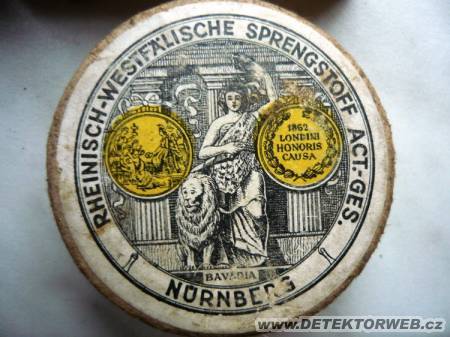 RHEINISCH-WESTFÄLISCHE SPRENGSTOFF ACT.-GES.
1862
LONDINI
HONORIS
CAUSA
BAVARIA
NÜRNBERG
www.DETEKTORWEB.cz